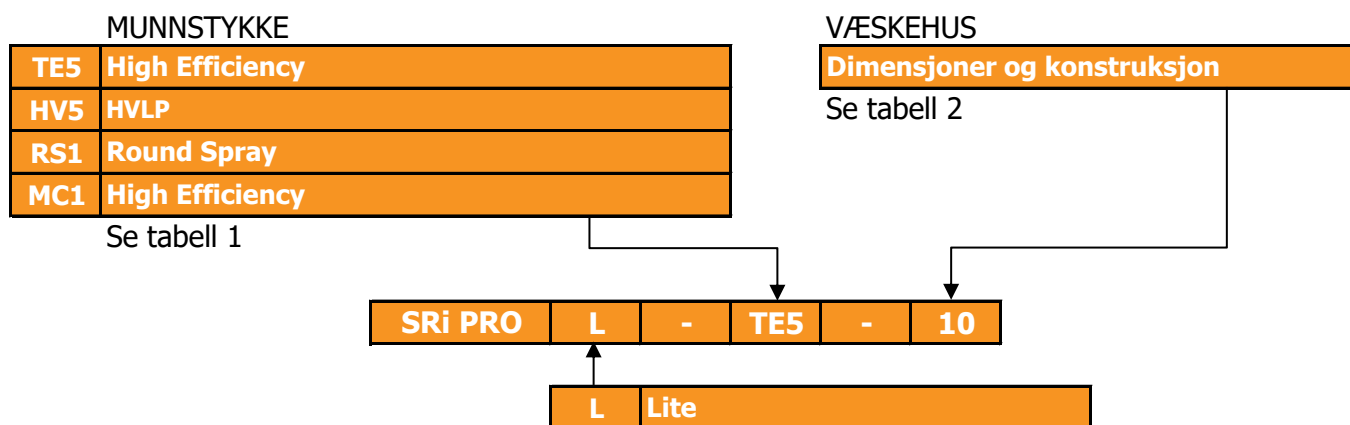 MUNNSTYKKE
TE5 High Efficiency
HV5 HVLP
RS1 Round Spray
MC1 High Efficiency
Se tabell 1
VÆSKEHUS
Dimensjoner og konstruksjon
Se tabell 2
SRi PRO L - TE5 - 10
L Lite